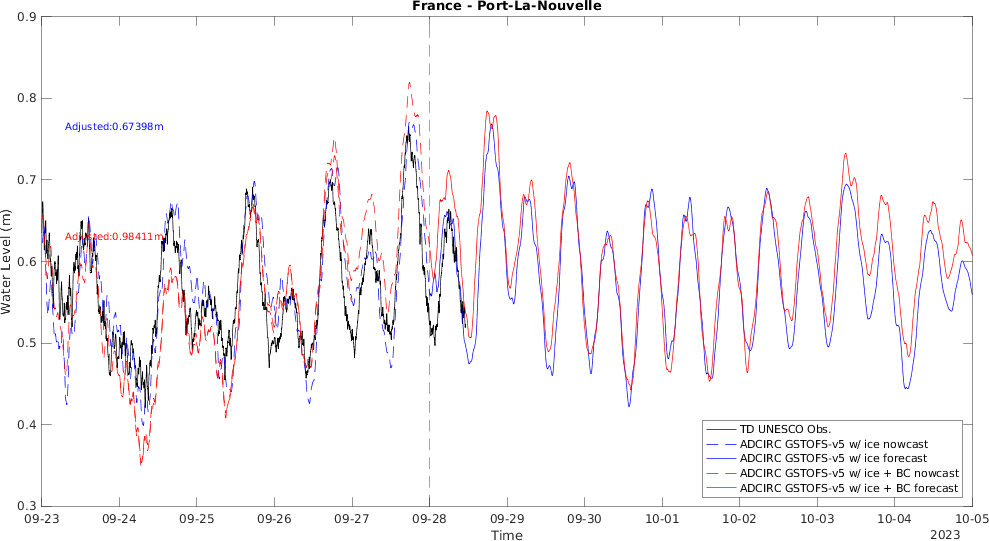 France - Port-La-Nouvelle
0.9
0.8
0.7
0.6
0.5
0.4
0.3
Water Level (m)
Adjusted:0.67398m
Adjusted:0.98411m
TD UNESCO Obs.
ADCIRC GSTOFS-v5 w/ ice nowcast
ADCIRC GSTOFS-v5 w/ ice forecast
ADCIRC GSTOFS-v5 w/ ice + BC nowcast
ADCIRC GSTOFS-v5 w/ ice + BC forecast
09-23 09-24 09-25 09-26 09-27 09-28 09-29 09-30 10-01 10-02 10-03 10-04 10-05
Time
2023